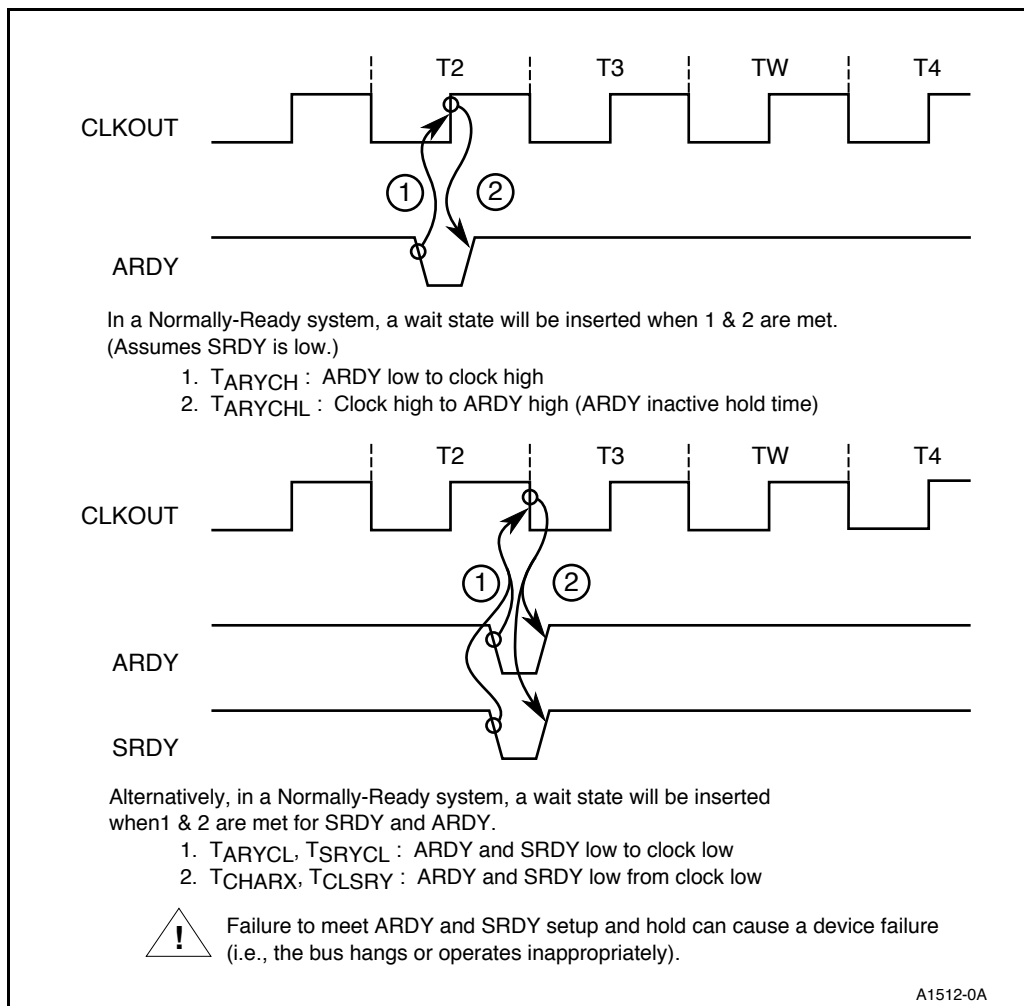 T2 T3 TW T4
CLKOUT
1 2
ARDY
In a Normally-Ready system, a wait state will be inserted when 1 & 2 are met.
(Assumes SRDY is low.)
1. TARYCH : ARDY low to clock high
2. TARYCHL : Clock high to ARDY high (ARDY inactive hold time)
T2 T3 TW T4
CLKOUT
1 2
ARDY
SRDY
Alternatively, in a Normally-Ready system, a wait state will be inserted
when1 & 2 are met for SRDY and ARDY.
1. TARYCL, TSRYCL : ARDY and SRDY low to clock low
2. TCHARX, TCLSRY : ARDY and SRDY low from clock low
! Failure to meet ARDY and SRDY setup and hold can cause a device failure
(i.e., the bus hangs or operates inappropriately).
A1512-0A